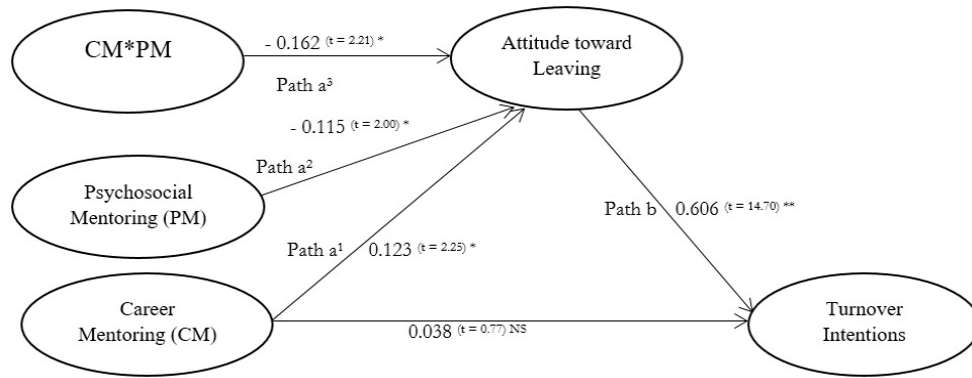 CM*PM
- 0.162 (t = 2.21) *
Path a³
Attitude toward
Leaving
- 0.115 (t = 2.00) *
Path a²
Psychosocial
Mentoring (PM)
Path a¹
0.123 (t = 2.25) *
Path b
0.606 (t = 14.70) **
Career
Mentoring (CM)
0.038 (t = 0.77) NS
Turnover
Intentions